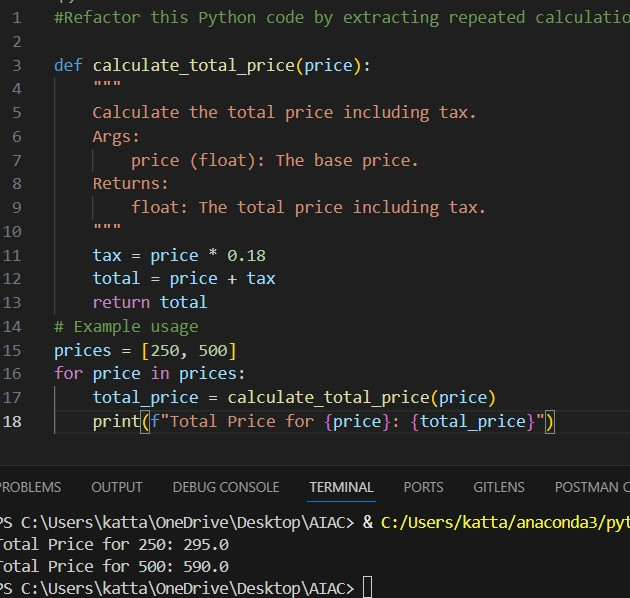 1 #Refactor this Python code by extracting repeated
2
3 def calculate_total_price(price):
4     """
5     Calculate the total price including tax.
6     Args:
7         price (float): The base price.
8     Returns:
9         float: The total price including tax.
10     """
11     tax = price * 0.18
12     total = price + tax
13     return total
14 # Example usage
15 prices = [250, 500]
16 for price in prices:
17     total_price = calculate_total_price(price)
18     print(f"Total Price for {price}: {total_price}")
OUTPUT DEBUG CONSOLE TERMINAL PORTS GITLENS POSTMAN
PS C:\Users\katta\OneDrive\Desktop\AIAC> & C:/Users/katta/anaconda3/pyt
Total Price for 250: 295.0
Total Price for 500: 590.0
PS C:\Users\katta\OneDrive\Desktop\AIAC>